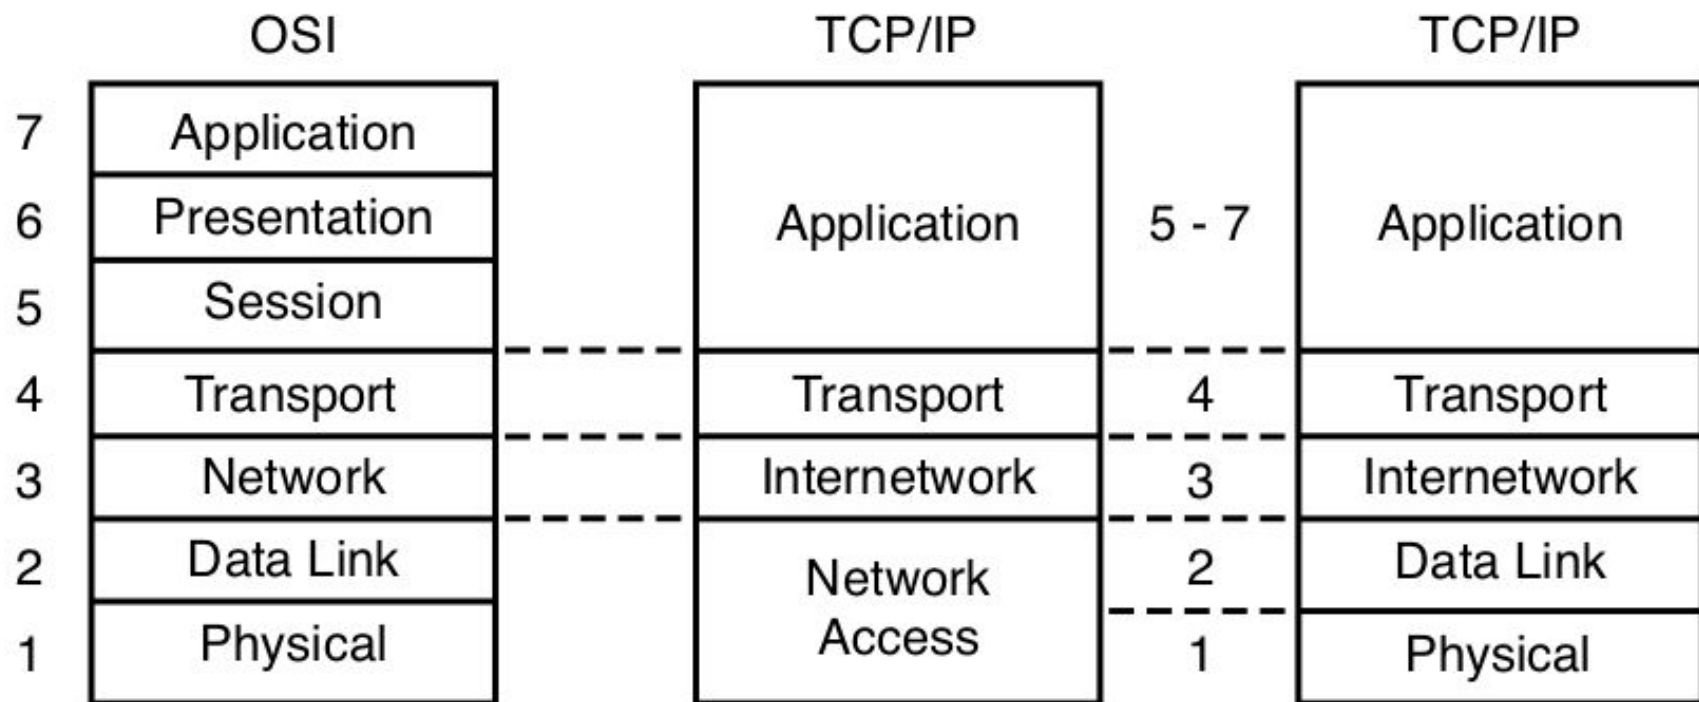 OSI TCP/IP TCP/IP
7 Application
6 Presentation Application 5 - 7 Application
5 Session
4 Transport Transport 4 Transport
3 Network Internetwork 3 Internetwork
2 Data Link Network 2 Data Link
1 Physical Access 1 Physical